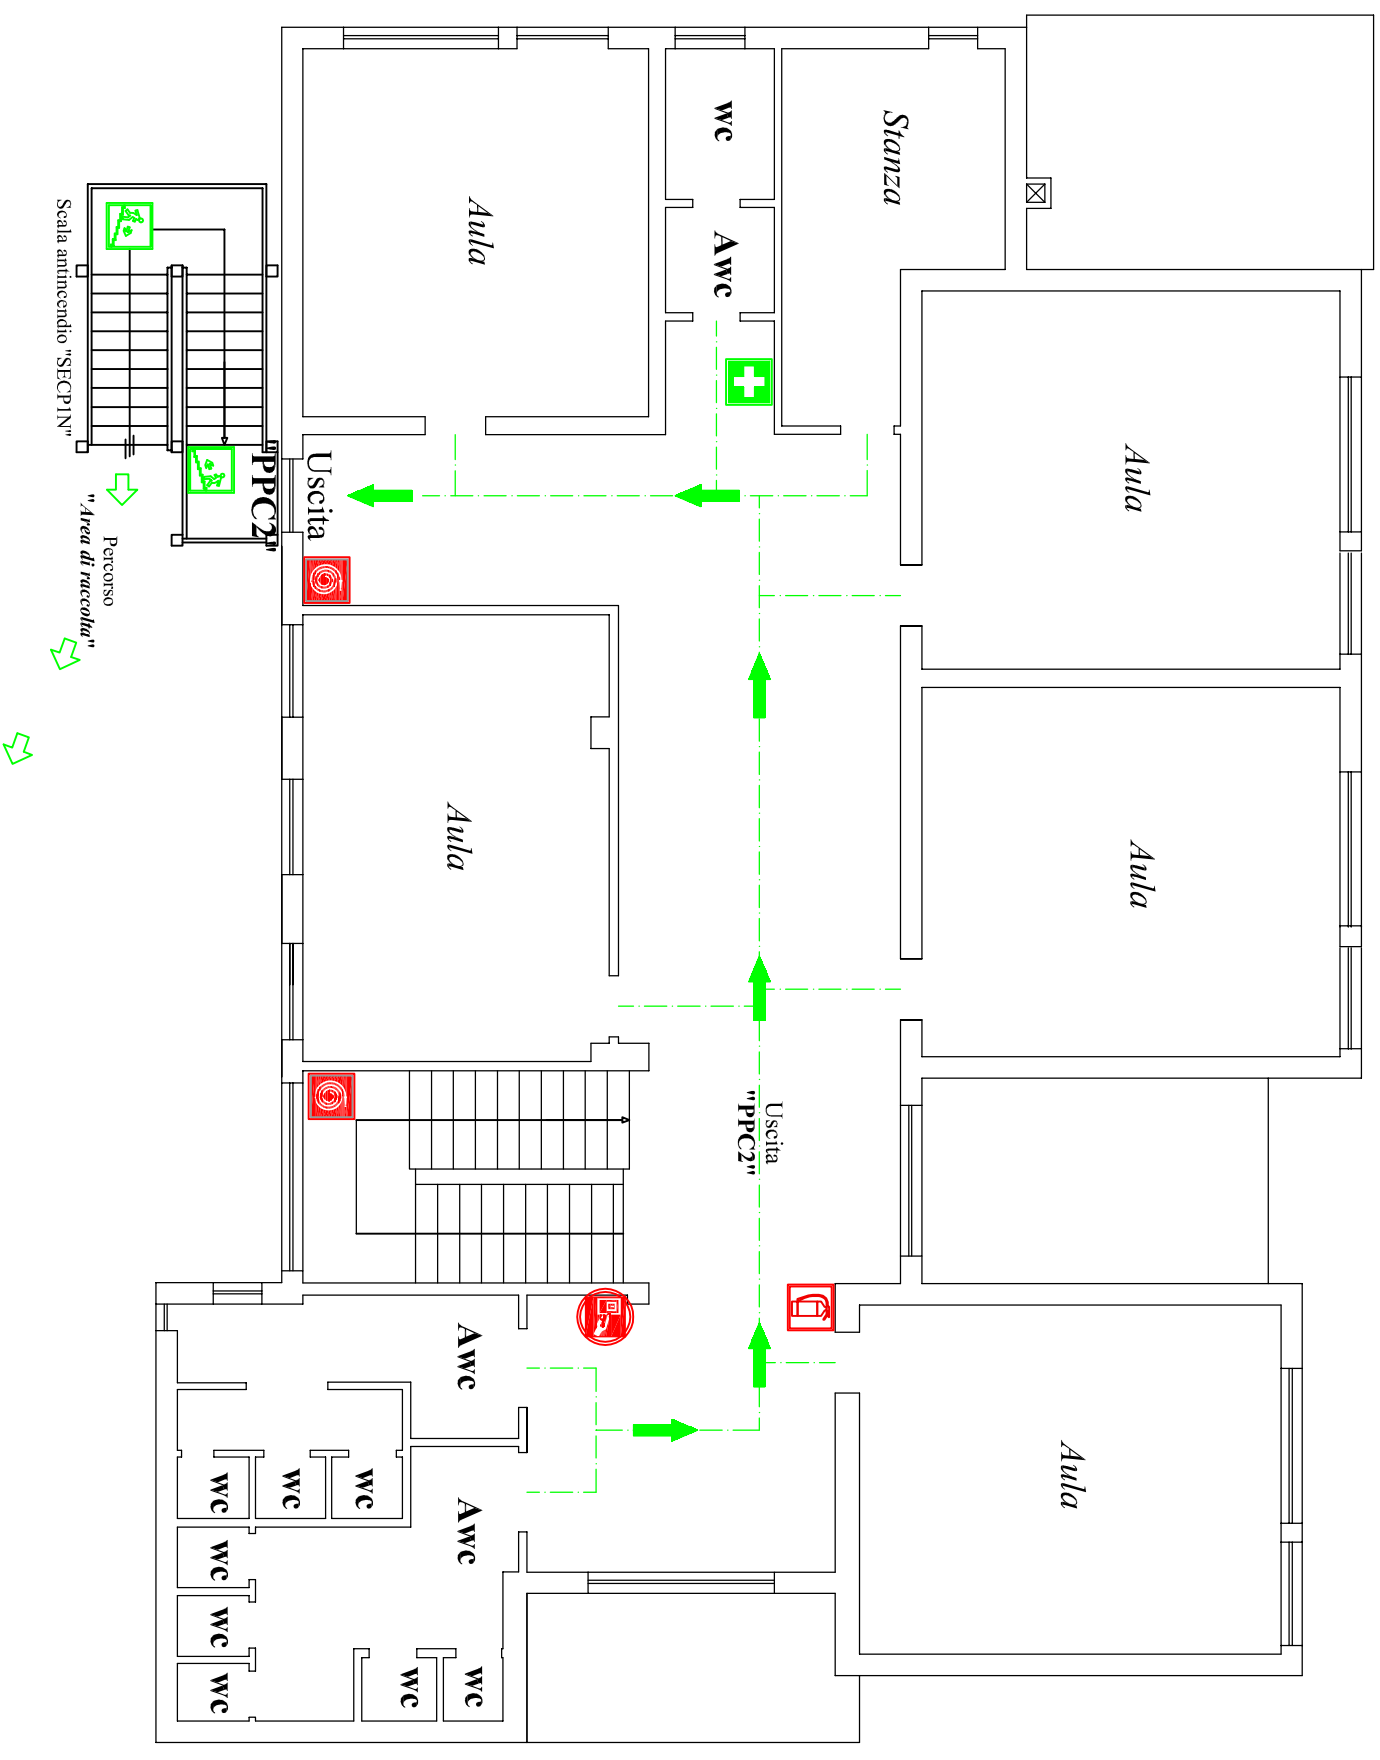 wc
Stanza
Aula
Awc
Aula
Scala antincendio "SECP1N"
Uscita
"PPC2"
Percorso
"Area di raccolta"
Aula
Aula
Uscita
"PPC2"
Awc
Aula
wc
wc
wc
Awc
wc
wc
wc
wc
wc